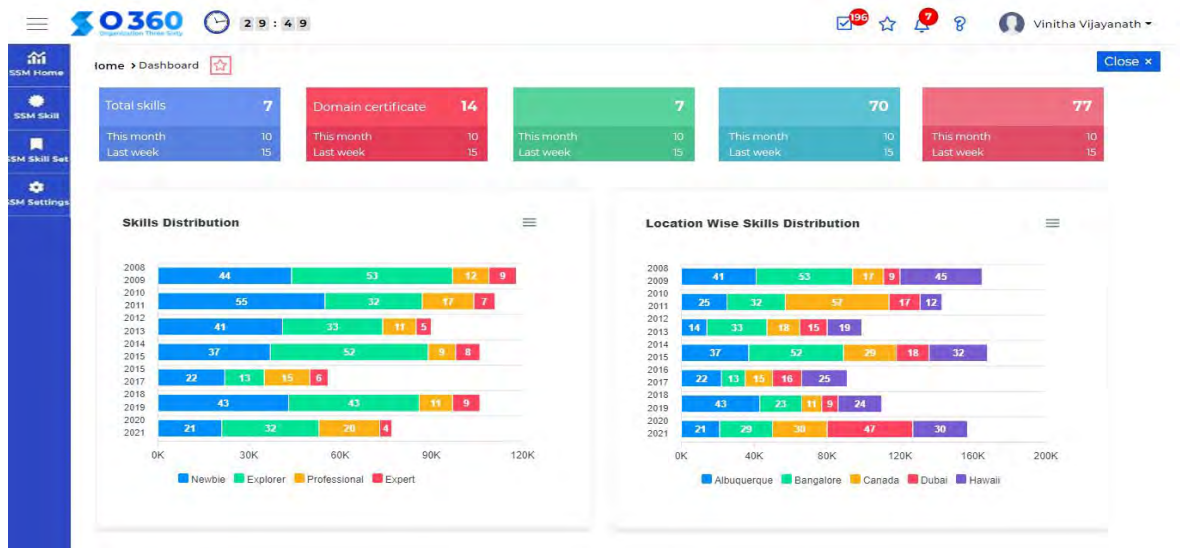 O 360
Organization Three Sixty
29:49
196
7
Vinitha Vijayanath
SSM Home
SSM Skill
SSM Skill Set
SSM Settings
Home > Dashboard
Close ×
Total skills 7
This month 10
Last week 15
Domain certificate 14
This month 10
Last week 15
7
This month 10
Last week 15
70
This month 10
Last week 15
77
This month 10
Last week 15
Skills Distribution
2008
2009 44 53 12 9
2010
2011 55 32 17 7
2012
2013 41 33 11 5
2014
2015 37 52 9 8
2015
2017 22 13 15 6
2018
2019 43 43 11 9
2020
2021 21 32 20 4
0K 30K 60K 90K 120K
Newbie Explorer Professional Expert
Location Wise Skills Distribution
2008
2009 41 53 17 9 45
2010
2011 25 32 57 17 12
2012
2013 14 33 18 15 19
2014
2015 37 52 29 18 32
2016
2017 22 13 15 16 25
2018
2019 43 23 11 9 24
2020
2021 21 29 30 47 30
0K 40K 80K 120K 160K 200K
Albuquerque Bangalore Canada Dubai Hawaii